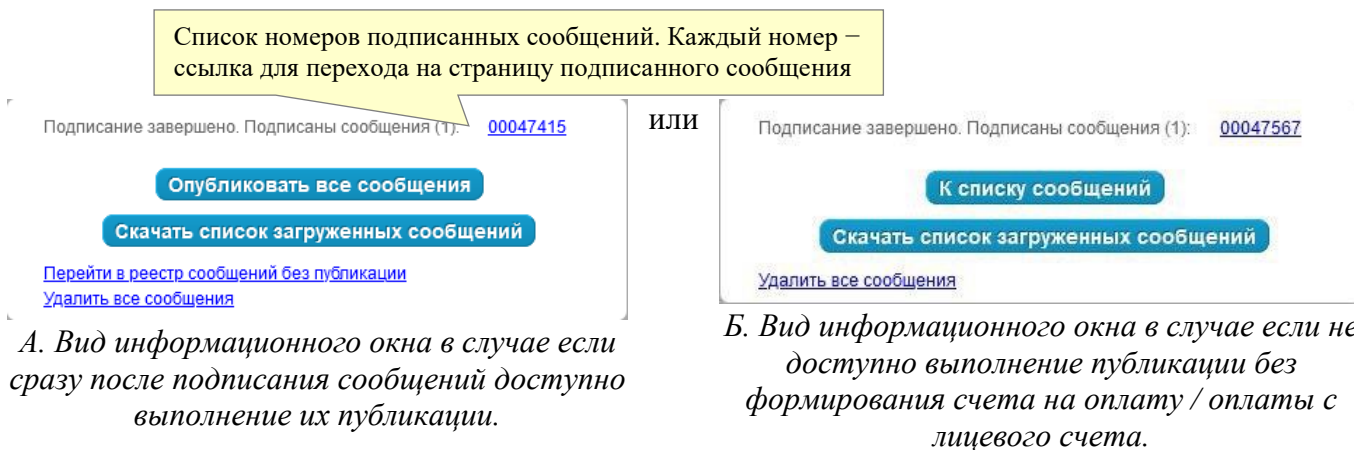 Список номеров подписанных сообщений. Каждый номер −
ссылка для перехода на страницу подписанного сообщения
Подписание завершено. Подписаны сообщения (1): 00047415
Опубликовать все сообщения
Скачать список загруженных сообщений
Перейти в реестр сообщений без публикации
Удалить все сообщения
А. Вид информационного окна в случае если
сразу после подписания сообщений доступно
выполнение их публикации.
или
Подписание завершено. Подписаны сообщения (1): 00047567
К списку сообщений
Скачать список загруженных сообщений
Удалить все сообщения
Б. Вид информационного окна в случае если не
доступно выполнение публикации без
формирования счета на оплату / оплаты с
лицевого счета.